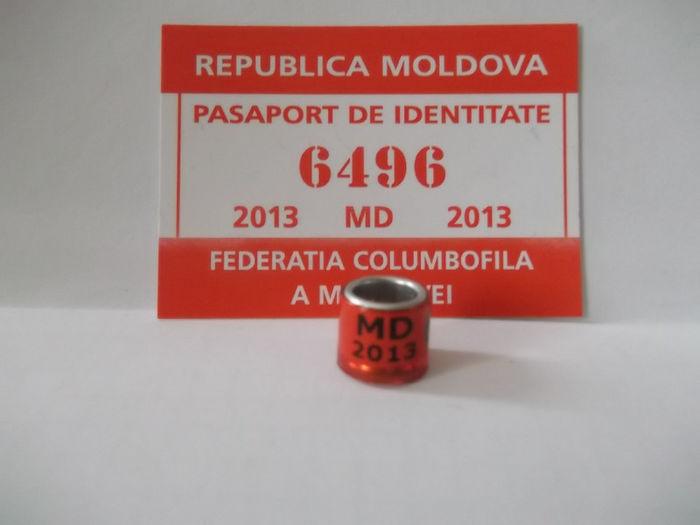 REPUBLICA MOLDOVA
PASAPORT DE IDENTITATE
6496
2013 MD 2013
FEDERATIA COLUMBOFILA
A
MD
2013